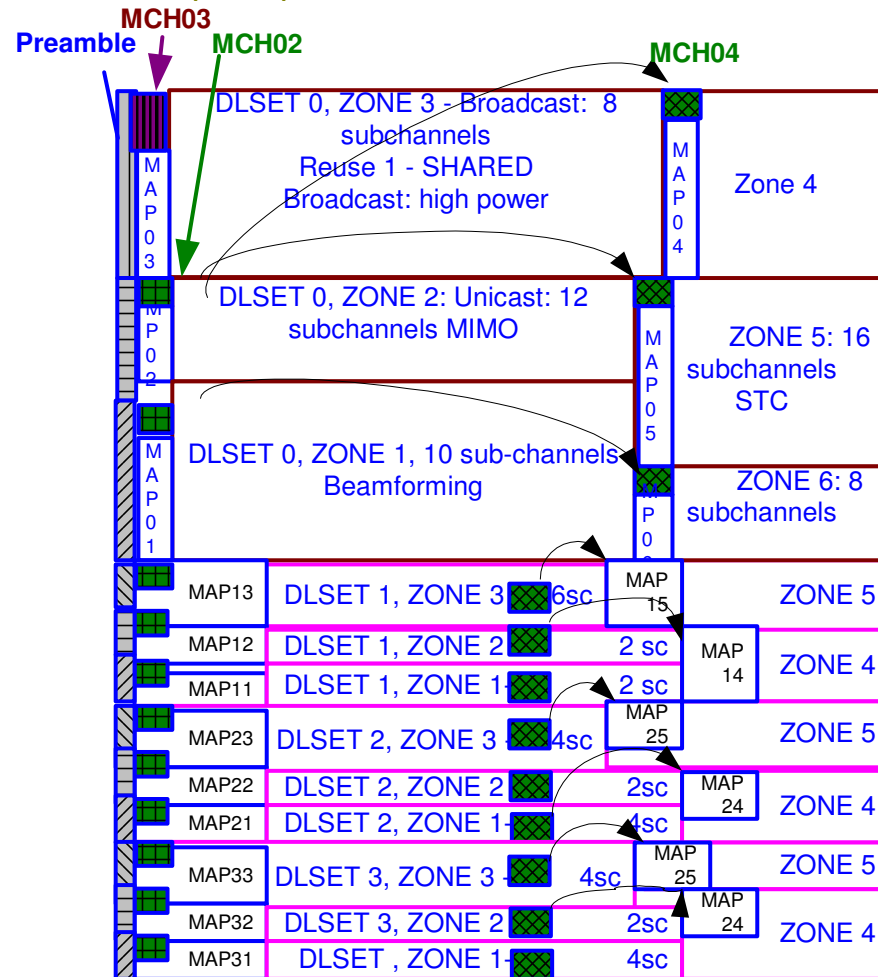 MCH03
Preamble
MCH02
MCH04
DLSET 0, ZONE 3 - Broadcast: 8
subchannels
Reuse 1 - SHARED
Broadcast: high power
MAP03
MAP04
Zone 4
DLSET 0, ZONE 2: Unicast: 12
subchannels MIMO
MP02
MAP05
ZONE 5: 16
subchannels
STC
DLSET 0, ZONE 1, 10 sub-channels
Beamforming
MAP01
ZONE 6: 8
subchannels
MP0
MAP13
DLSET 1, ZONE 3
6sc
MAP
15
ZONE 5
MAP12
DLSET 1, ZONE 2
2 sc
MAP
14
ZONE 4
MAP11
DLSET 1, ZONE 1-
2 sc
MAP23
DLSET 2, ZONE 3 -
4sc
MAP
25
ZONE 5
MAP22
DLSET 2, ZONE 2
2sc
MAP
24
ZONE 4
MAP21
DLSET 2, ZONE 1-
4sc
MAP33
DLSET 3, ZONE 3 -
4sc
MAP
25
ZONE 5
MAP32
DLSET 3, ZONE 2
2sc
MAP
24
ZONE 4
MAP31
DLSET , ZONE 1-
4sc